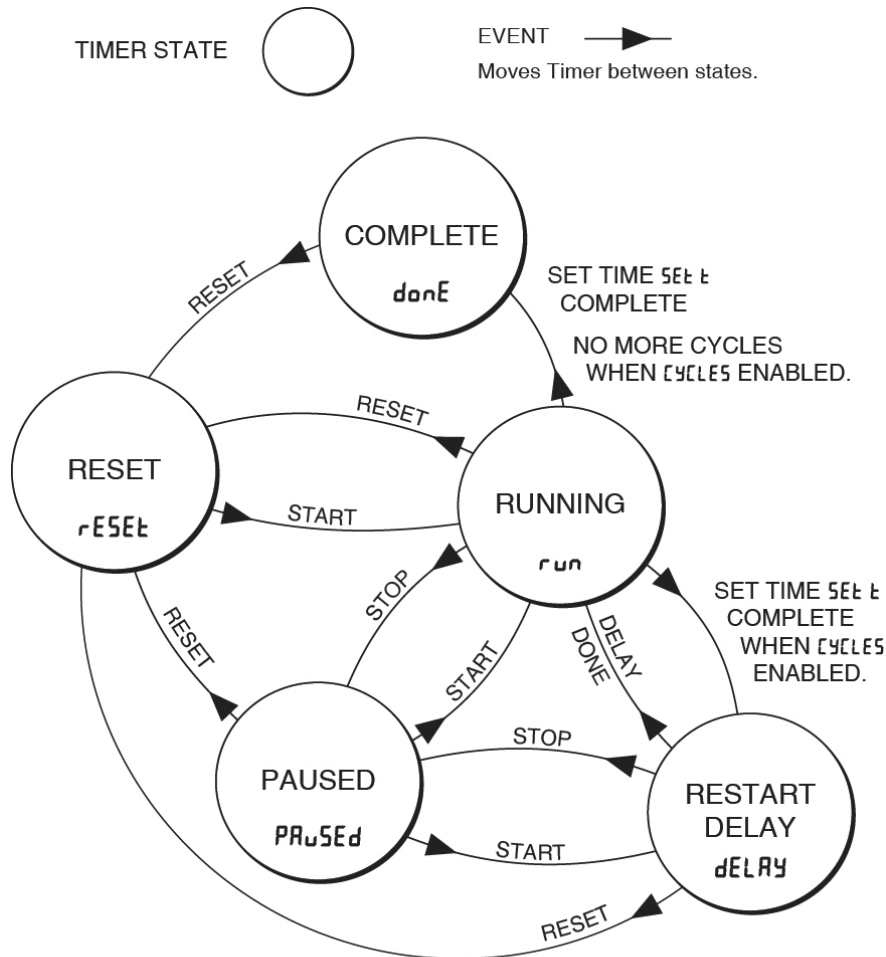 TIMER STATE
EVENT
Moves Timer between states.
COMPLETE
donE
RESET
SET TIME SEt t
COMPLETE
NO MORE CYCLES
WHEN CYCLES ENABLED.
RESET
RESET
rESEt
START
RUNNING
run
STOP
START
DELAY
DONE
SET TIME SEt t
COMPLETE
WHEN CYCLES
ENABLED.
RESET
PAUSED
PAuSEd
STOP
START
RESTART
DELAY
dELAY
RESET